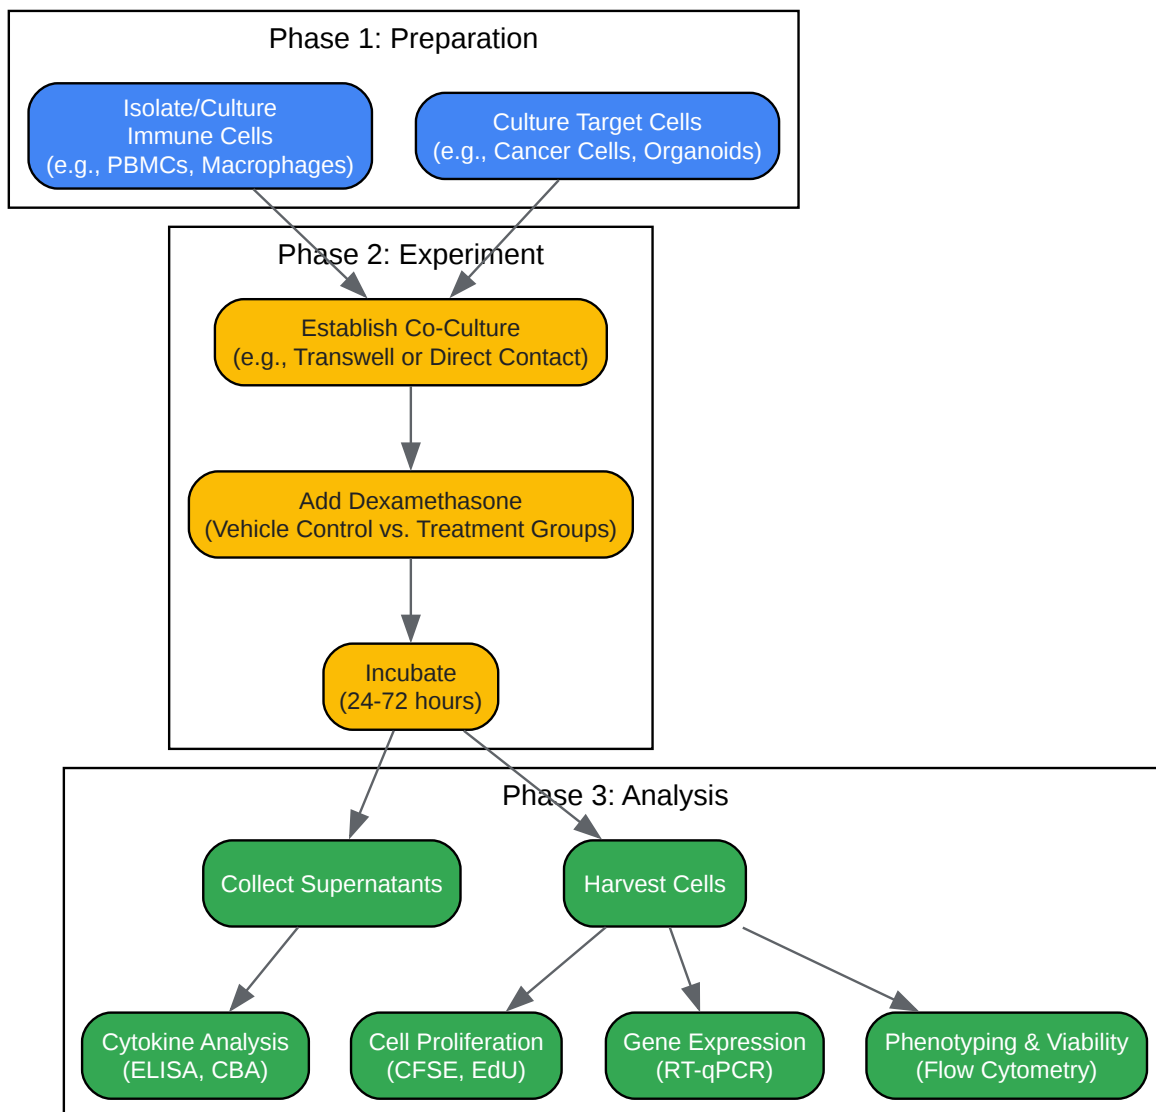 Phase 1: Preparation
Isolate/Culture
Immune Cells
(e.g., PBMCs, Macrophages)
Culture Target Cells
(e.g., Cancer Cells, Organoids)
Phase 2: Experiment
Establish Co-Culture
(e.g., Transwell or Direct Contact)
Add Dexamethasone
(Vehicle Control vs. Treatment Groups)
Incubate
(24-72 hours)
Phase 3: Analysis
Collect Supernatants
Harvest Cells
Cytokine Analysis
(ELISA, CBA)
Cell Proliferation
(CFSE, EdU)
Gene Expression
(RT-qPCR)
Phenotyping & Viability
(Flow Cytometry)